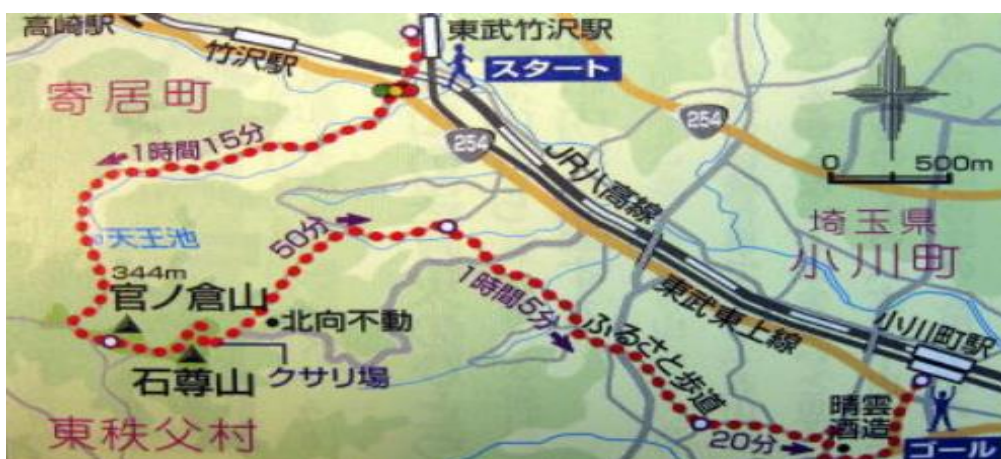 高崎駅
竹沢駅
東武竹沢駅
スタート
N
寄居町
254
254
0 500m
1時間15分
JR八高線
埼玉県
小川町
天王池
50分
344m
官ノ倉山
北向不動
1時間5分
東武東上線
小川町駅
石尊山
クサリ場
ふるさと歩道
東秩父村
20分
晴雲
酒造
ゴール